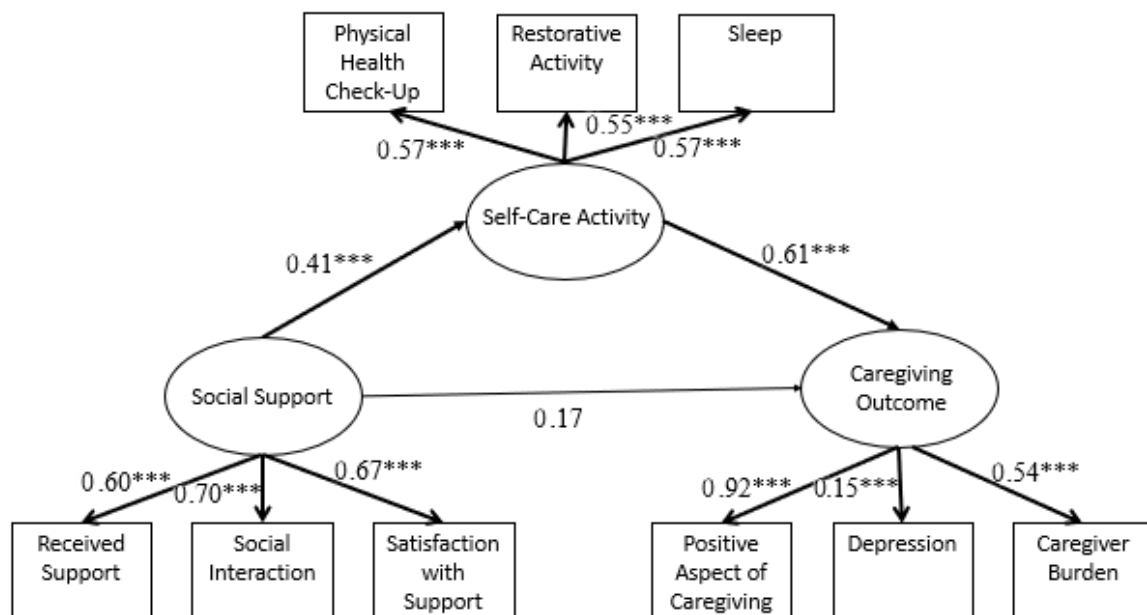 Physical
Health
Check-Up
Restorative
Activity
Sleep
0.57***
0.55***
0.57***
Self-Care Activity
0.41***
0.61***
Social Support
0.17
Caregiving
Outcome
0.60***
0.70***
0.67***
0.92***
0.15***
0.54***
Received
Support
Social
Interaction
Satisfaction
with
Support
Positive
Aspect of
Caregiving
Depression
Caregiver
Burden